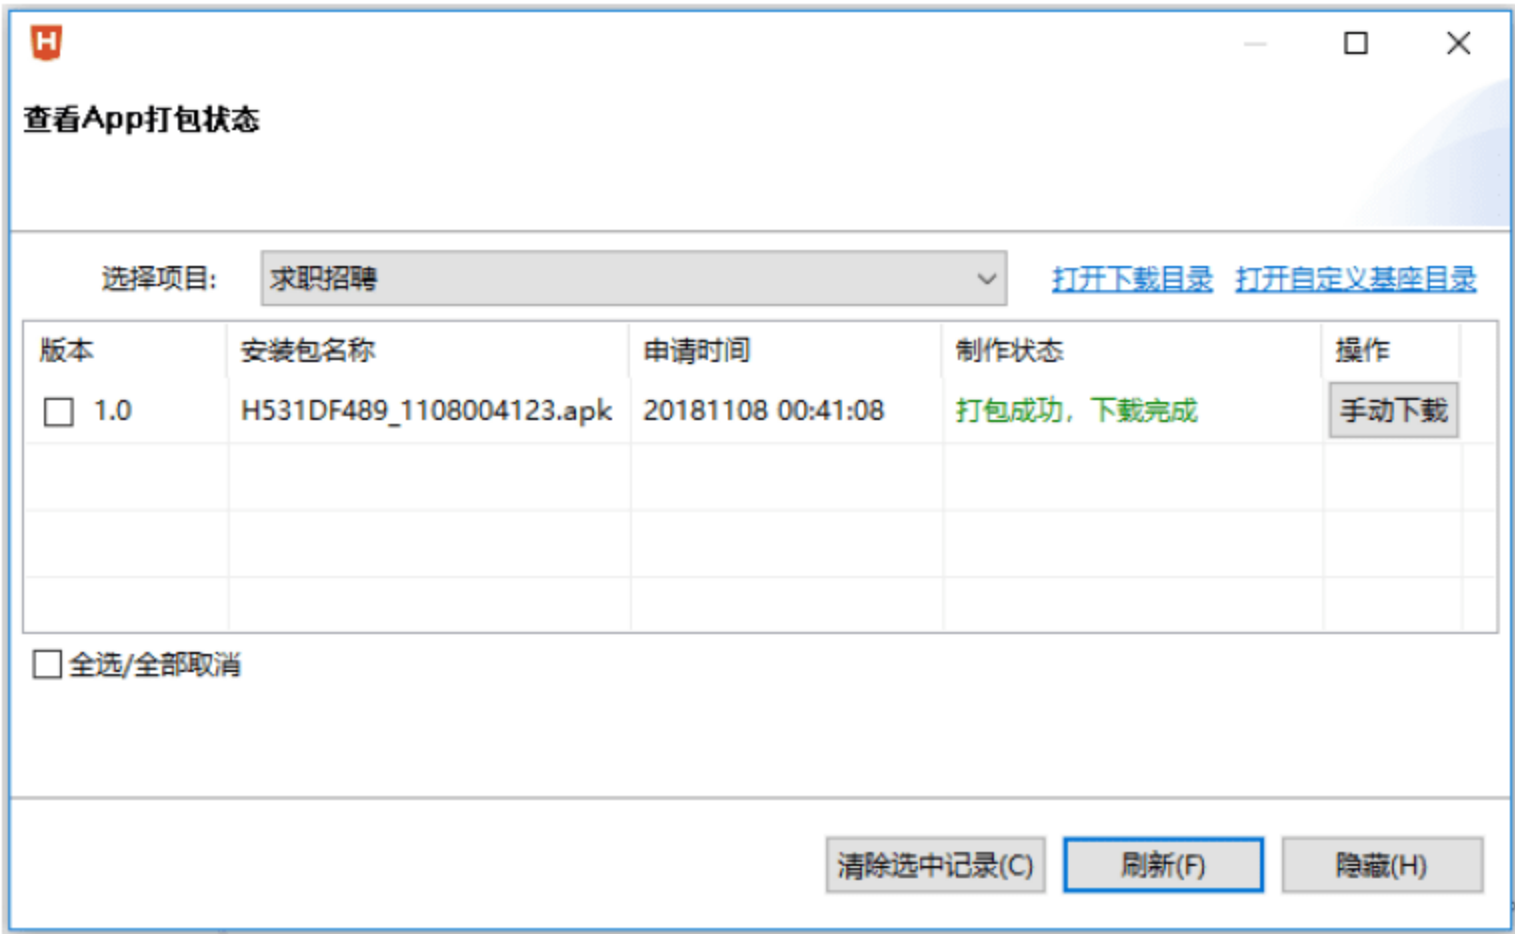 H
查看App打包状态
选择项目: 求职招聘 打开下载目录 打开自定义基座目录
版本 安装包名称 申请时间 制作状态 操作
1.0 H531DF489_1108004123.apk 20181108 00:41:08 打包成功，下载完成 手动下载
全选/全部取消
清除选中记录(C) 刷新(F) 隐藏(H)